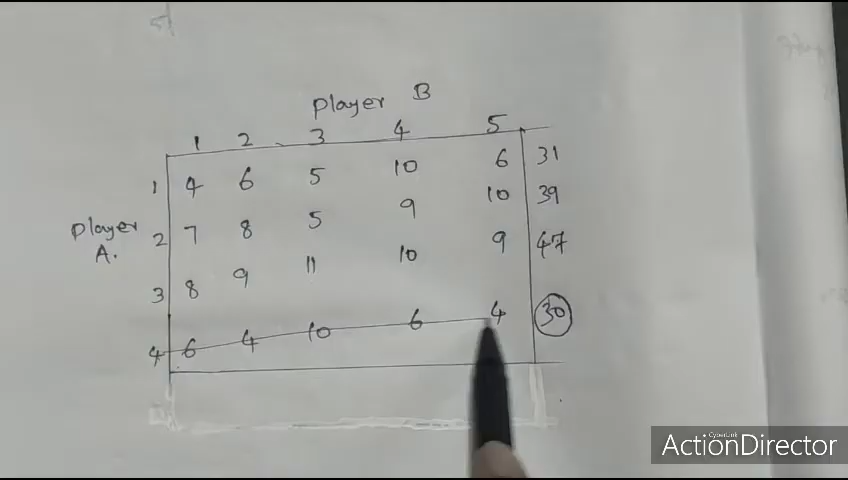 Player B
1 2 3 4 5
1 4 6 5 10 6 31
Player A. 2 7 8 5 9 10 39
3 8 9 11 10 9 47
4 6 4 10 6 4 30
CyberLink
ActionDirector